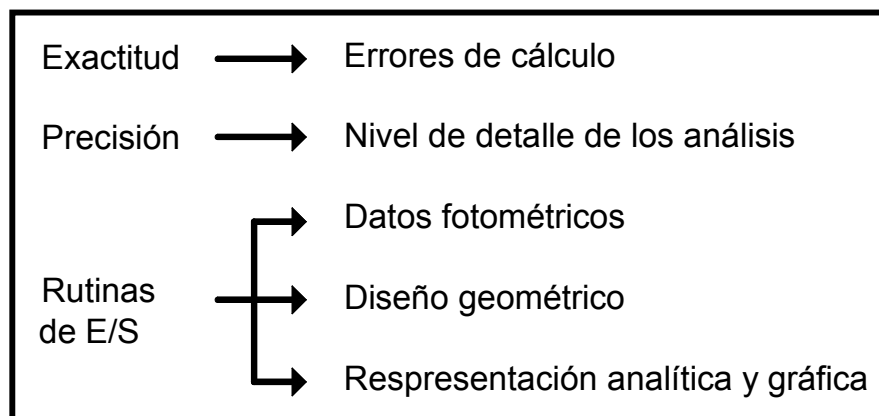 Exactitud Errores de cálculo
Precisión Nivel de detalle de los análisis
Datos fotométricos
Rutinas
de E/S
Diseño geométrico
Respresentación analítica y gráfica